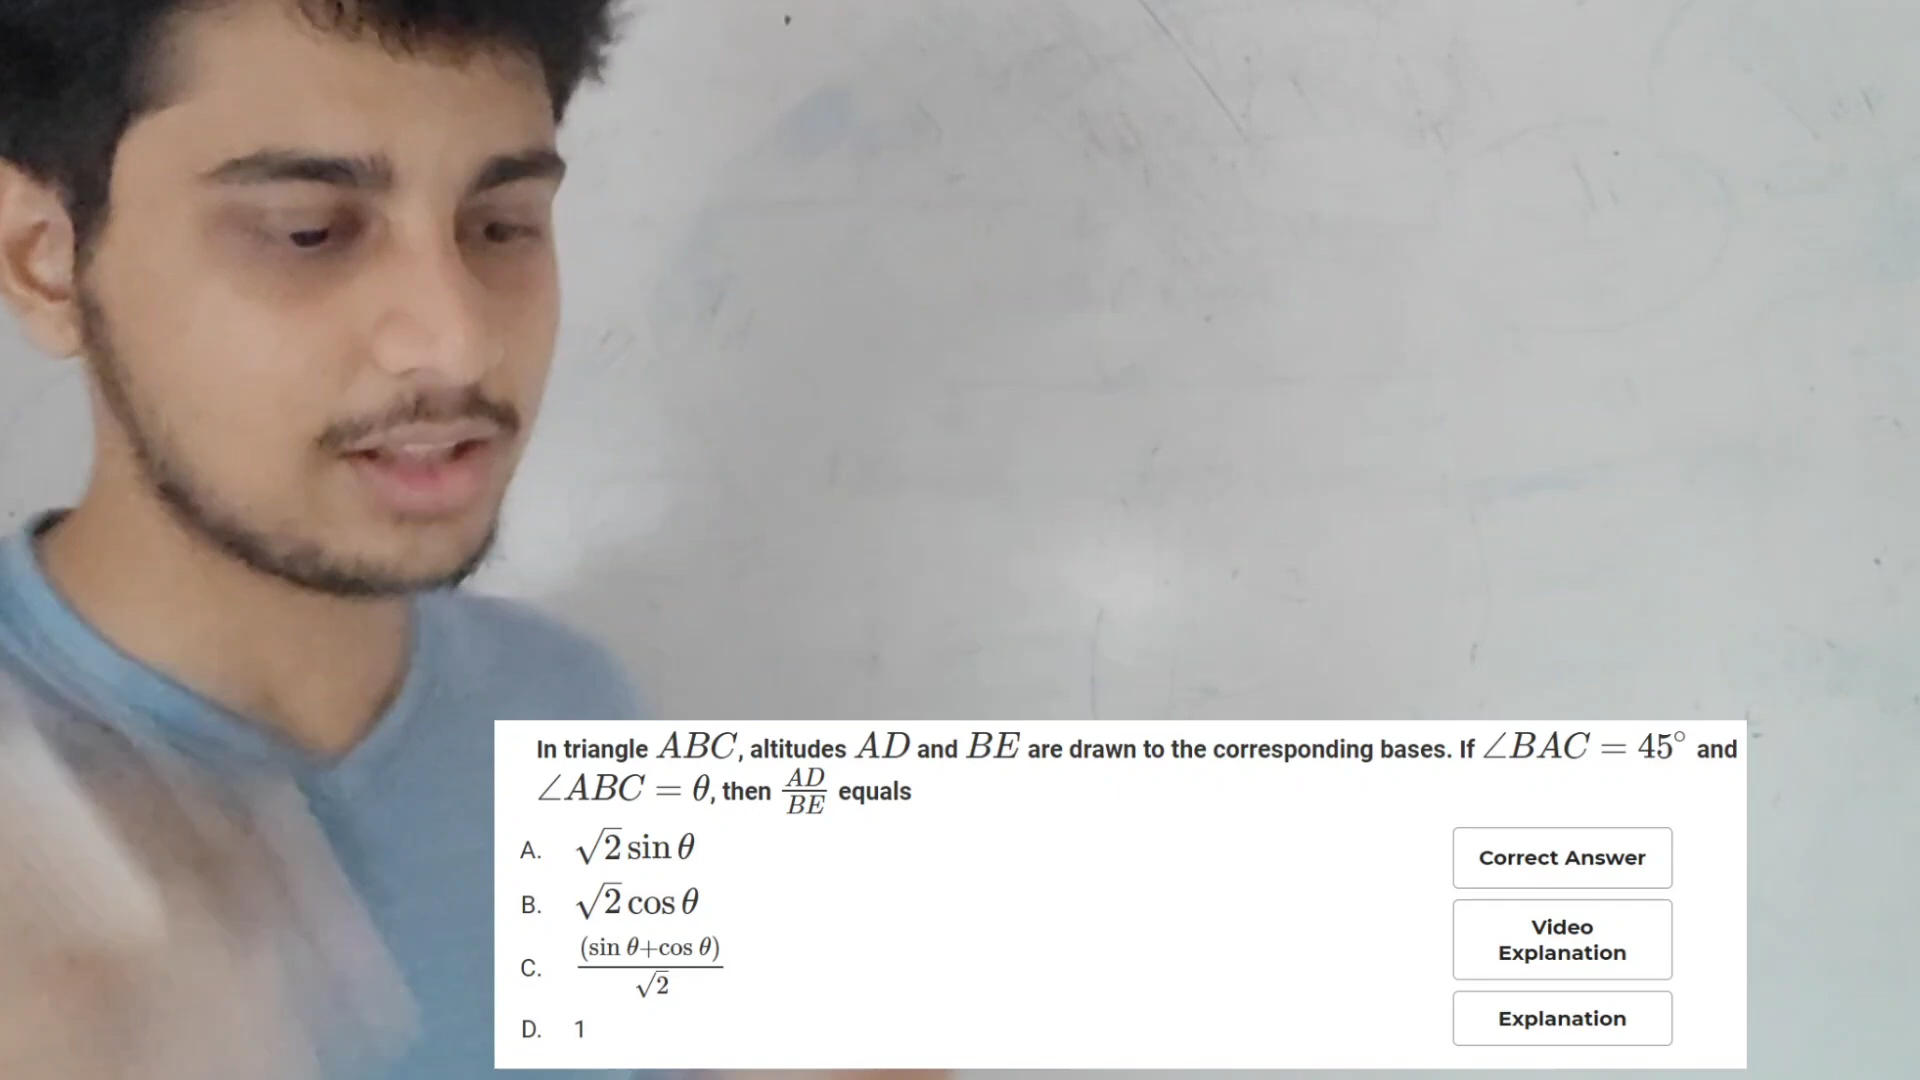 In triangle ABC, altitudes AD and BE are drawn to the corresponding bases. If ∠BAC = 45° and
∠ABC = θ, then AD/BE equals
A. √2 sin θ
B. √2 cos θ
C. (sin θ+cos θ)/√2
D. 1
Correct Answer
Video
Explanation
Explanation